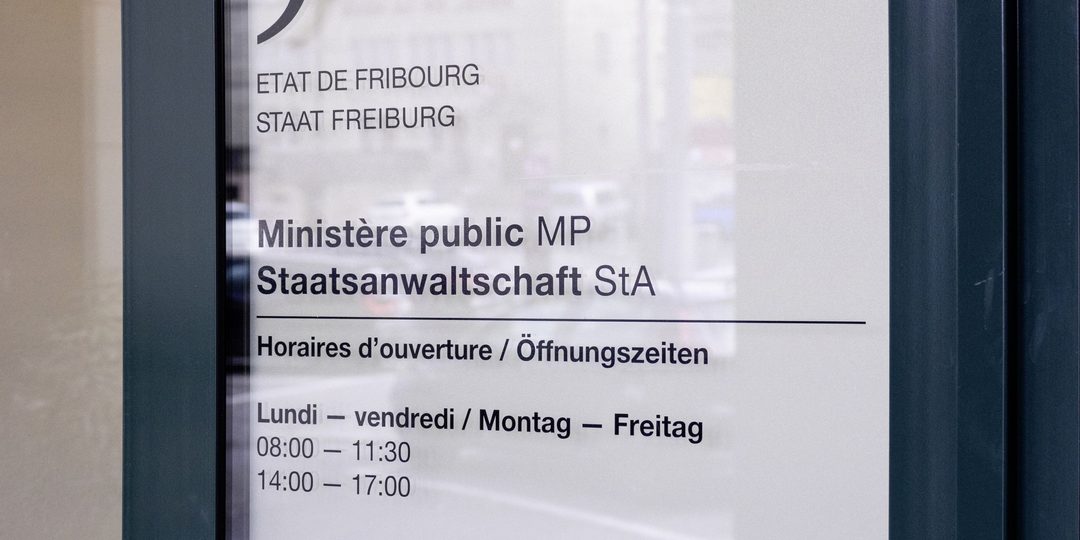 ETAT DE FRIBOURG
STAAT FREIBURG
Ministère public MP
Staatsanwaltschaft StA
Horaires d’ouverture / Öffnungszeiten
Lundi — vendredi / Montag — Freitag
08:00 — 11:30
14:00 — 17:00